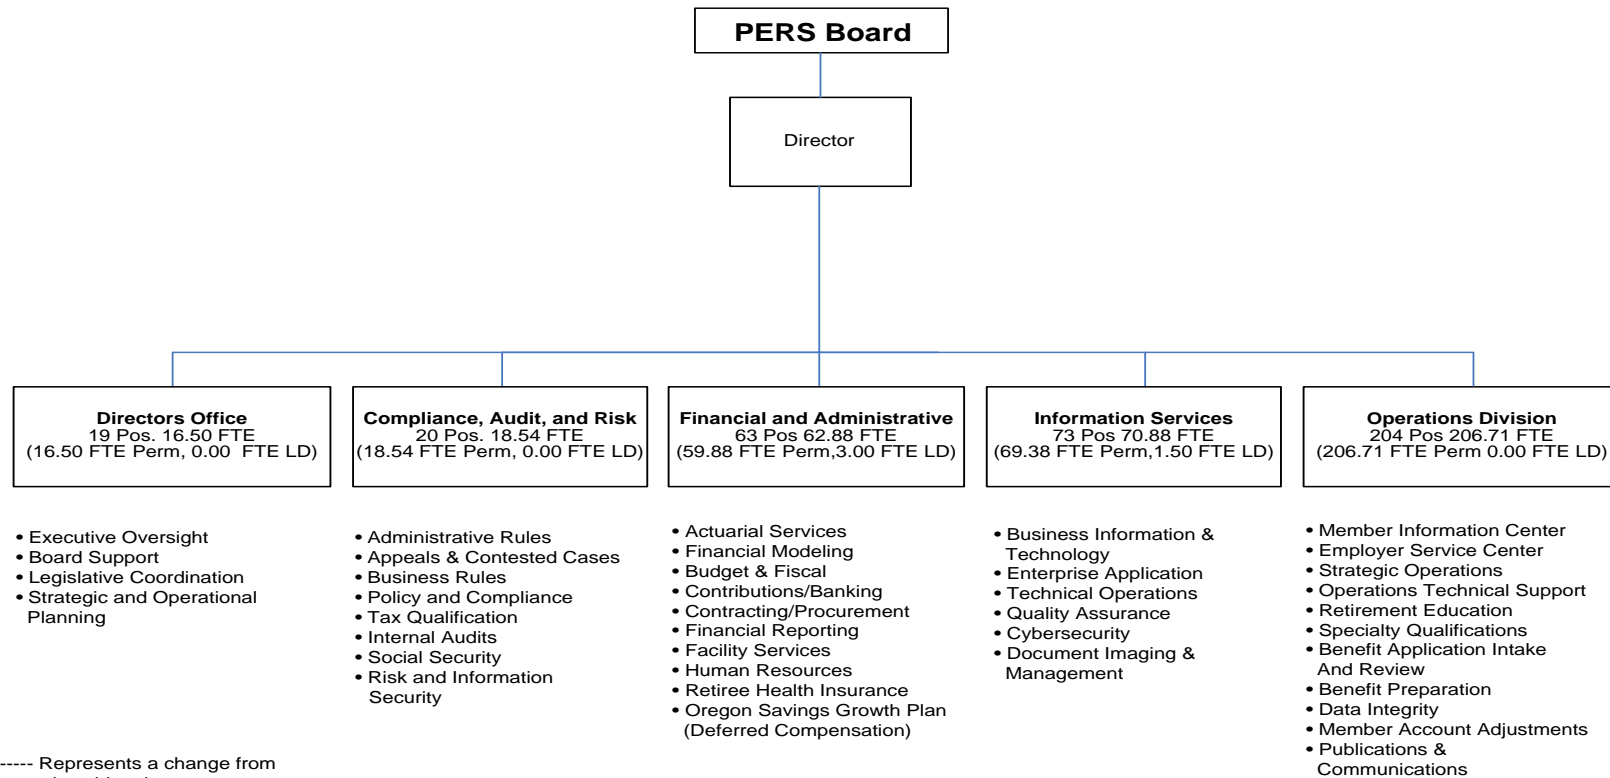 PERS Board
Director
Directors Office
19 Pos. 16.50 FTE
(16.50 FTE Perm, 0.00 FTE LD)
Compliance, Audit, and Risk
20 Pos. 18.54 FTE
(18.54 FTE Perm, 0.00 FTE LD)
Financial and Administrative
63 Pos 62.88 FTE
(59.88 FTE Perm,3.00 FTE LD)
Information Services
73 Pos 70.88 FTE
(69.38 FTE Perm,1.50 FTE LD)
Operations Division
204 Pos 206.71 FTE
(206.71 FTE Perm 0.00 FTE LD)
• Executive Oversight
• Board Support
• Legislative Coordination
• Strategic and Operational
Planning
• Administrative Rules
• Appeals & Contested Cases
• Business Rules
• Policy and Compliance
• Tax Qualification
• Internal Audits
• Social Security
• Risk and Information
Security
• Actuarial Services
• Financial Modeling
• Budget & Fiscal
• Contributions/Banking
• Contracting/Procurement
• Financial Reporting
• Facility Services
• Human Resources
• Retiree Health Insurance
• Oregon Savings Growth Plan
(Deferred Compensation)
• Business Information &
Technology
• Enterprise Application
• Technical Operations
• Quality Assurance
• Cybersecurity
• Document Imaging &
Management
• Member Information Center
• Employer Service Center
• Strategic Operations
• Operations Technical Support
• Retirement Education
• Specialty Qualifications
• Benefit Application Intake
And Review
• Benefit Preparation
• Data Integrity
• Member Account Adjustments
• Publications &
Communications
----- Represents a change from